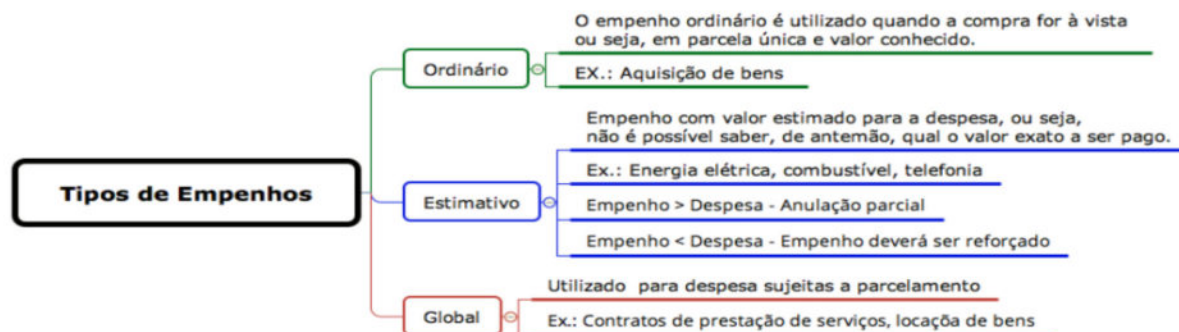 Tipos de Empenhos
Ordinário
O empenho ordinário é utilizado quando a compra for à vista
ou seja, em parcela única e valor conhecido.
EX.: Aquisição de bens
Estimativo
Empenho com valor estimado para a despesa, ou seja,
não é possível saber, de antemão, qual o valor exato a ser pago.
Ex.: Energia elétrica, combustível, telefonia
Empenho > Despesa - Anulação parcial
Empenho < Despesa - Empenho deverá ser reforçado
Global
Utilizado para despesa sujeitas a parcelamento
Ex.: Contratos de prestação de serviços, locaçõa de bens